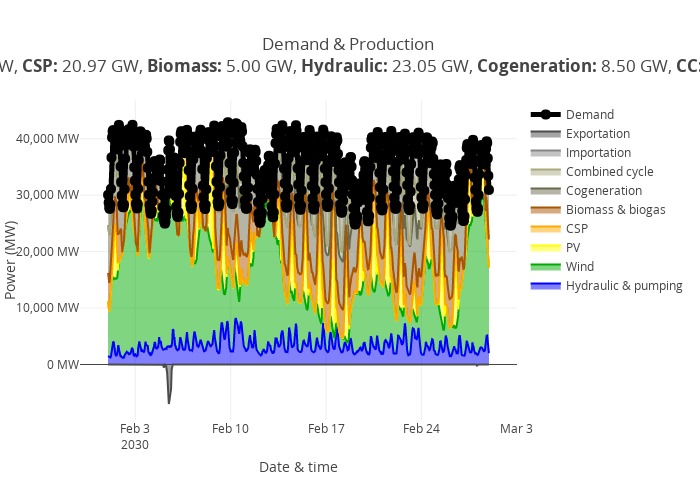 Demand & Production
W, CSP: 20.97 GW, Biomass: 5.00 GW, Hydraulic: 23.05 GW, Cogeneration: 8.50 GW, CC:
40,000 MW
30,000 MW
20,000 MW
10,000 MW
0 MW
Power (MW)
Feb 3
2030
Feb 10
Feb 17
Feb 24
Mar 3
Date & time
Demand
Exportation
Importation
Combined cycle
Cogeneration
Biomass & biogas
CSP
PV
Wind
Hydraulic & pumping